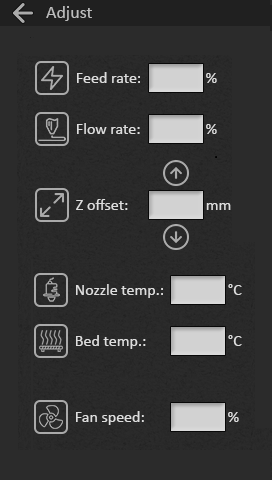 Adjust
Feed rate: %
Flow rate: %
Z offset: mm
Nozzle temp.: °C
Bed temp.: °C
Fan speed: %